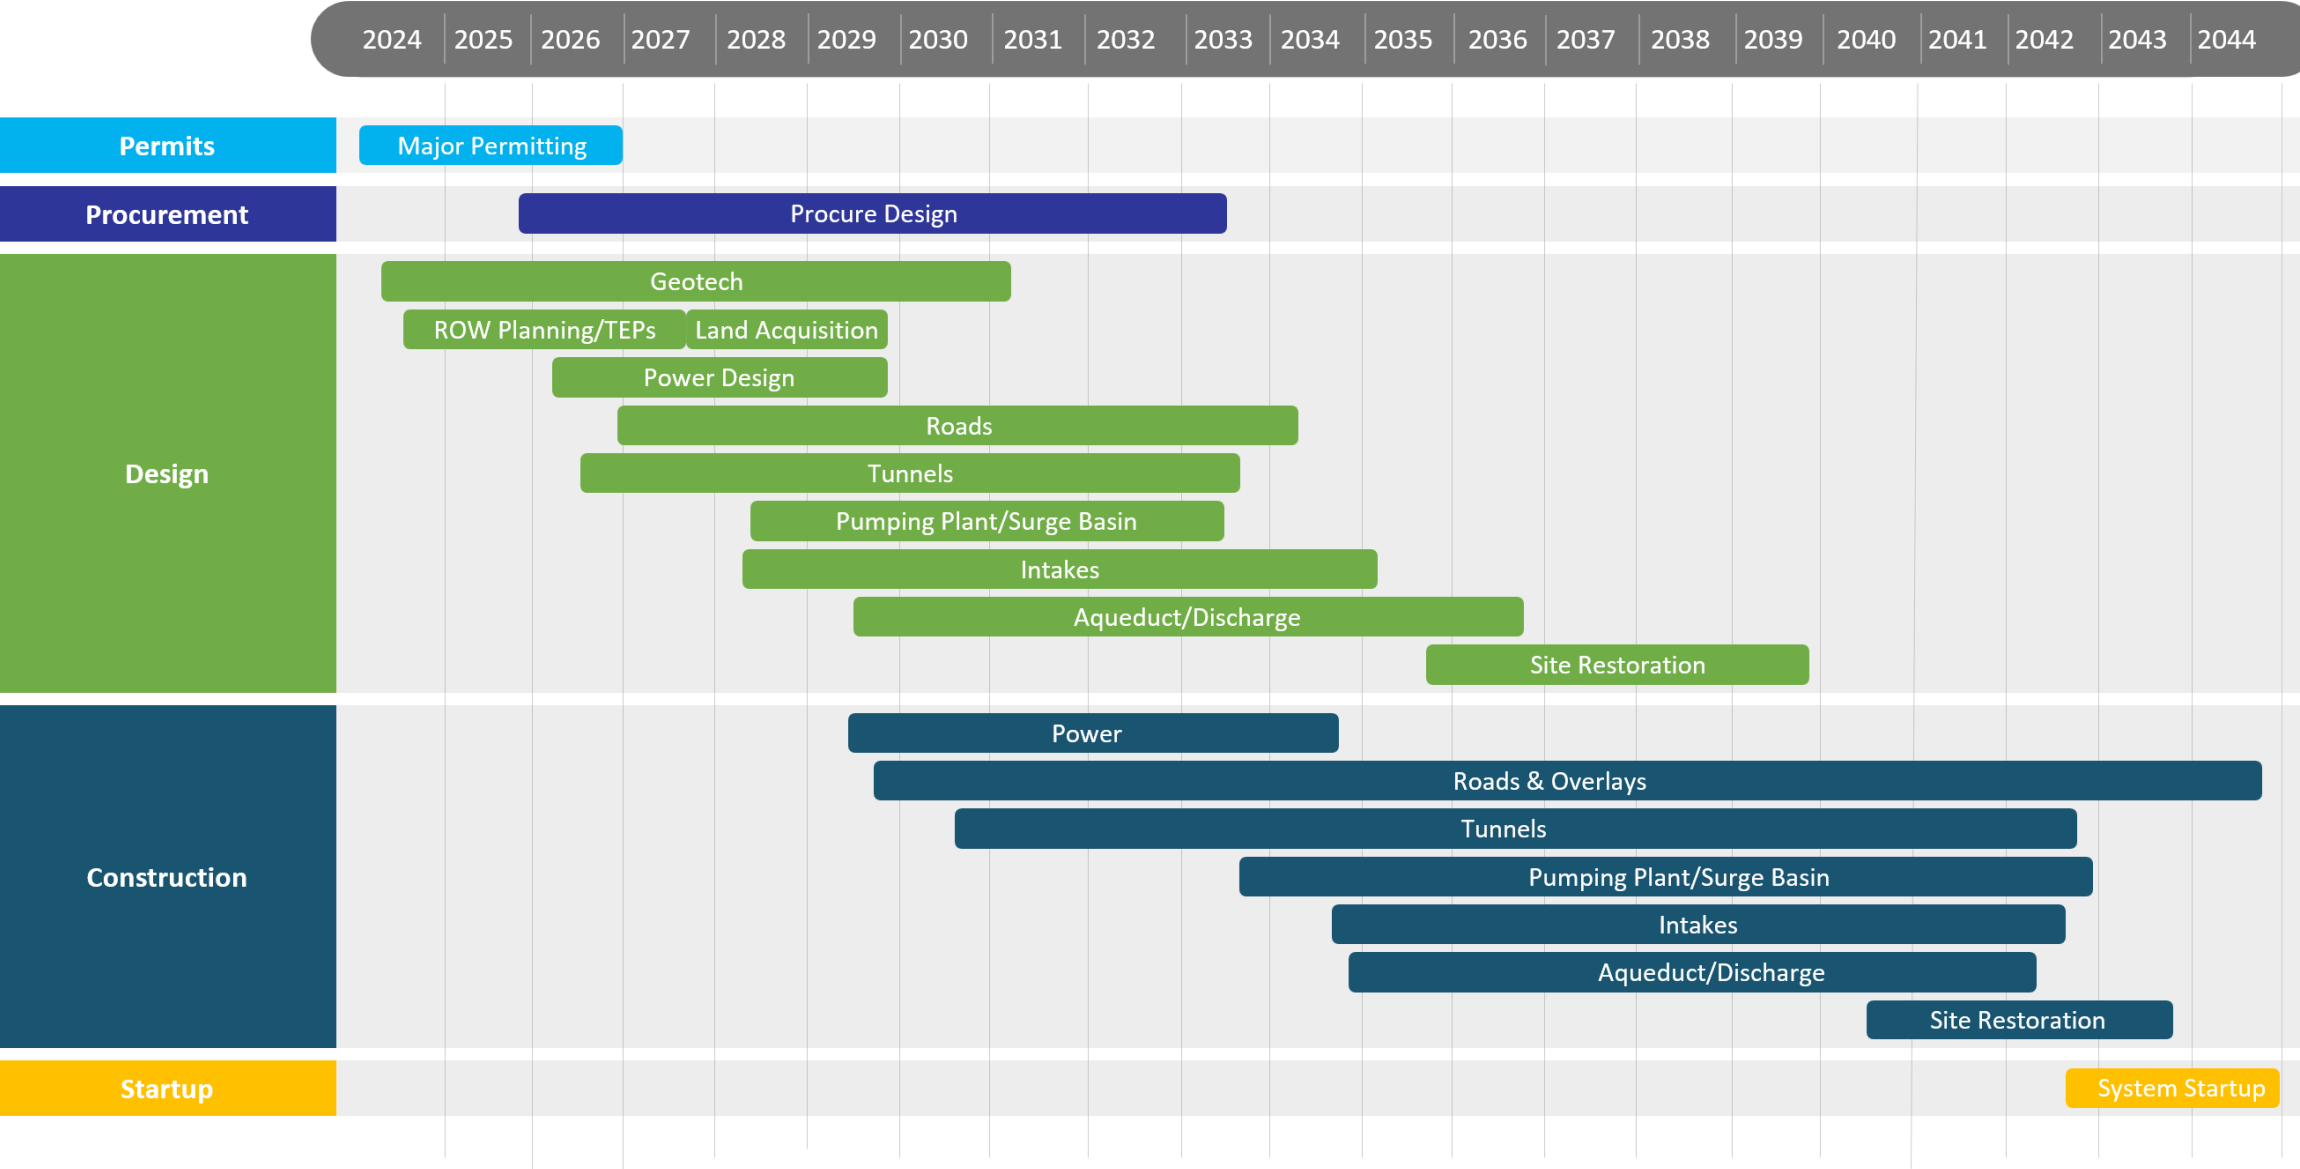 2024 2025 2026 2027 2028 2029 2030 2031 2032 2033 2034 2035 2036 2037 2038 2039 2040 2041 2042 2043 2044
Permits
Major Permitting
Procurement
Procure Design
Design
Geotech
ROW Planning/TEPs Land Acquisition
Power Design
Roads
Tunnels
Pumping Plant/Surge Basin
Intakes
Aqueduct/Discharge
Site Restoration
Construction
Power
Roads & Overlays
Tunnels
Pumping Plant/Surge Basin
Intakes
Aqueduct/Discharge
Site Restoration
Startup
System Startup